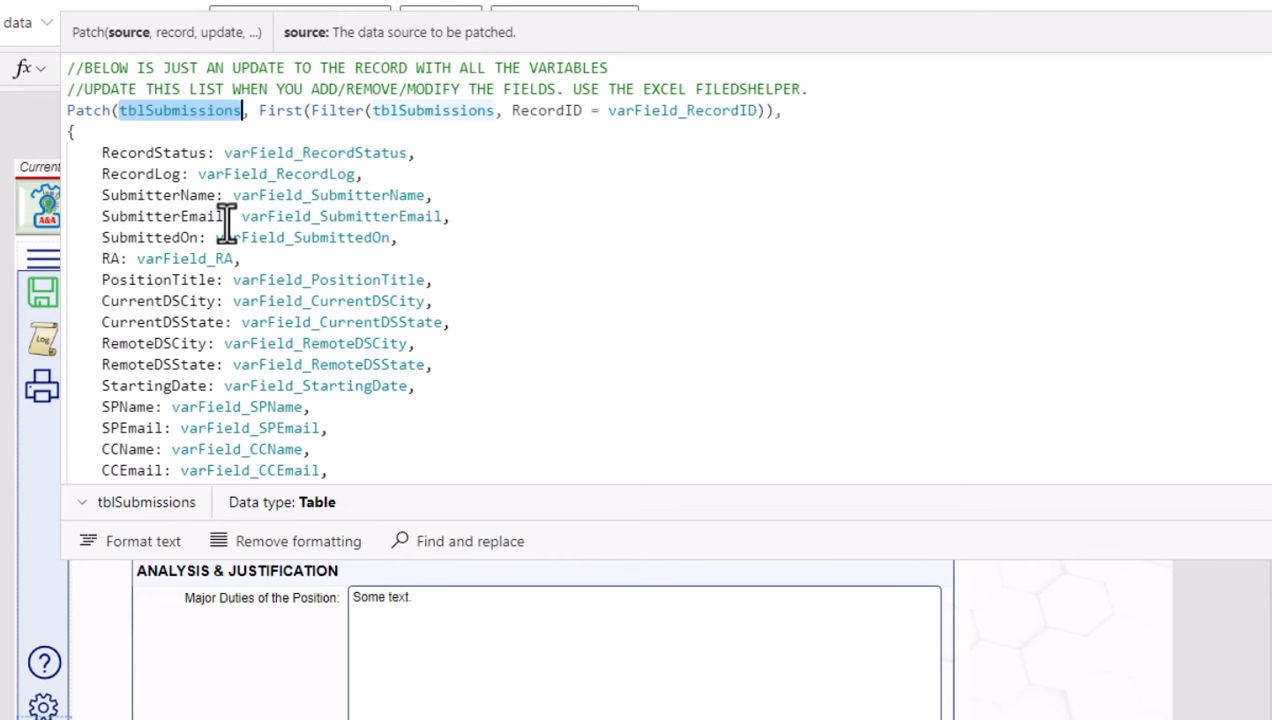 data
Patch(source, record, update, ...)
source: The data source to be patched.
fx
//BELOW IS JUST AN UPDATE TO THE RECORD WITH ALL THE VARIABLES
//UPDATE THIS LIST WHEN YOU ADD/REMOVE/MODIFY THE FIELDS. USE THE EXCEL FILEDSHELPER.
Patch(tblSubmissions, First(Filter(tblSubmissions, RecordID = varField_RecordID)),
{
RecordStatus: varField_RecordStatus,
RecordLog: varField_RecordLog,
SubmitterName: varField_SubmitterName,
SubmitterEmail: varField_SubmitterEmail,
SubmittedOn: varField_SubmittedOn,
RA: varField_RA,
PositionTitle: varField_PositionTitle,
CurrentDSCity: varField_CurrentDSCity,
CurrentDSState: varField_CurrentDSState,
RemoteDSCity: varField_RemoteDSCity,
RemoteDSState: varField_RemoteDSState,
StartingDate: varField_StartingDate,
SPName: varField_SPName,
SPEmail: varField_SPEmail,
CCName: varField_CCName,
CCEmail: varField_CCEmail,
Current
A&A
Log
tblSubmissions
Data type: Table
Format text
Remove formatting
Find and replace
ANALYSIS & JUSTIFICATION
Major Duties of the Position:
Some text.
?